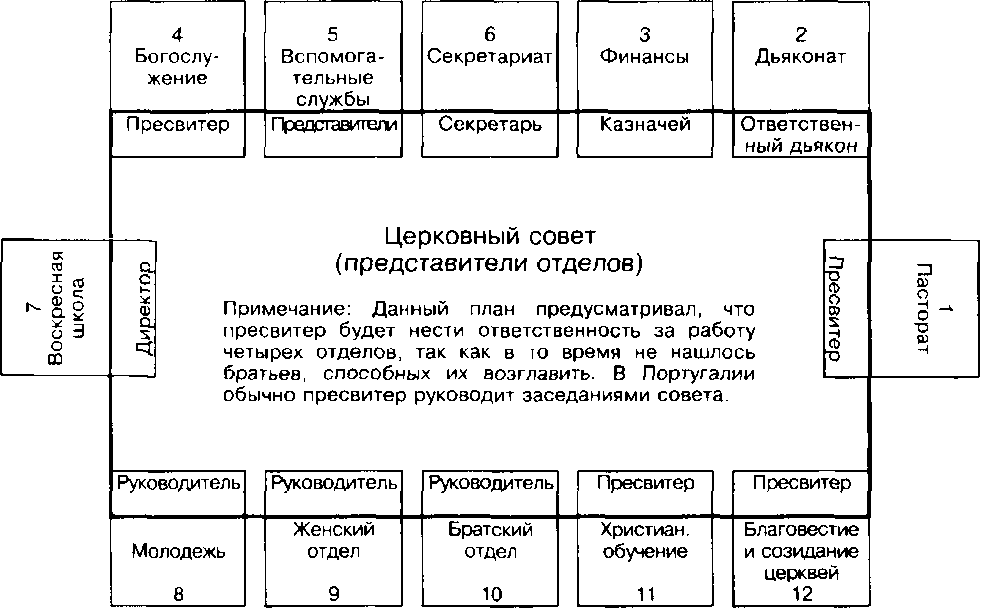 4
Богослу-
жение
Пресвитер
5
Вспомога-
тельные
службы
Представители
6
Секретариат
Секретарь
3
Финансы
Казначей
2
Дьяконат
Ответствен-
ный дьякон
7
Воскресная
школа
Директор
Церковный совет
(представители отделов)
Примечание: Данный план предусматривал, что
пресвитер будет нести ответственность за работу
четырех отделов, так как в то время не нашлось
братьев, способных их возглавить. В Португалии
обычно пресвитер руководит заседаниями совета.
Пресвитер
Пасторат
1
Руководитель
Молодежь
8
Руководитель
Женский
отдел
9
Руководитель
Братский
отдел
10
Пресвитер
Христиан.
обучение
11
Пресвитер
Благовестие
и созидание
церквей
12